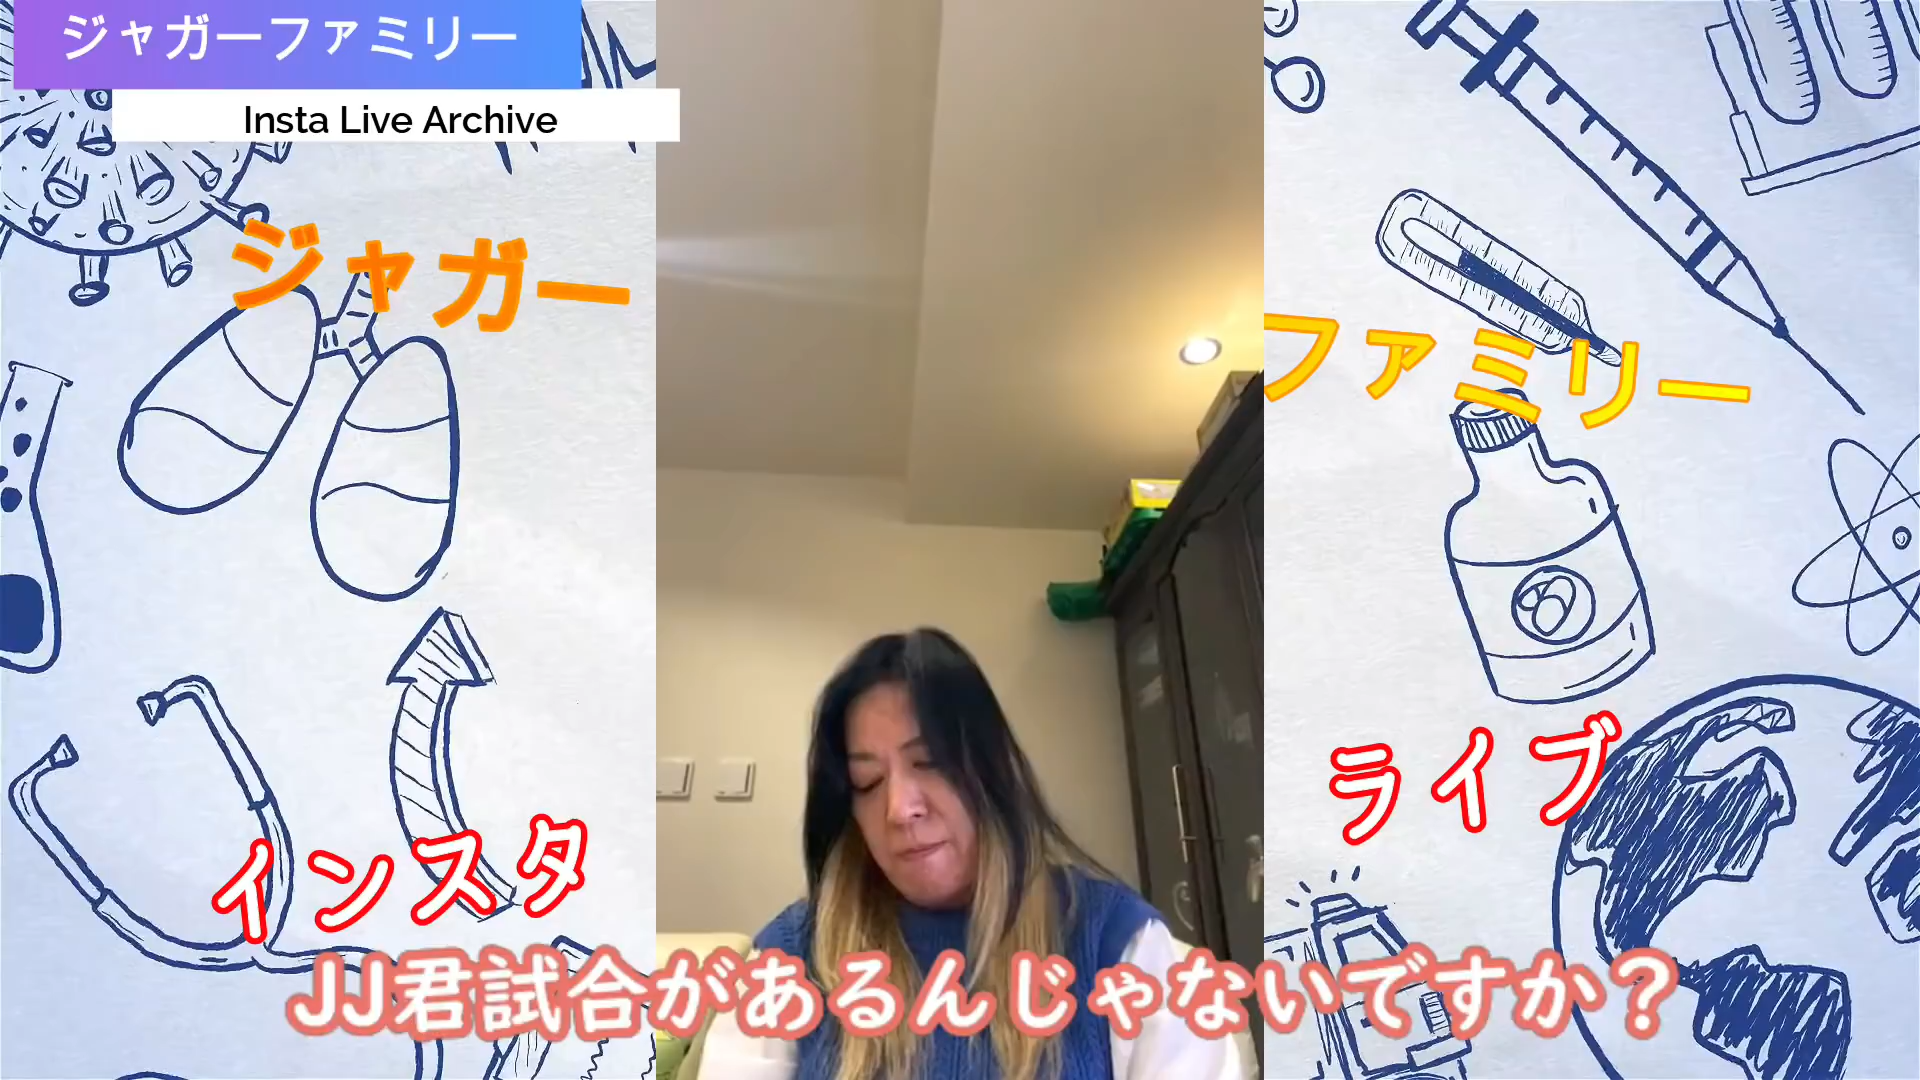 ジャガーファミリー
Insta Live Archive
ジャガー
ファミリー
インスタ
ライブ
JJ君試合があるんじゃないですか？